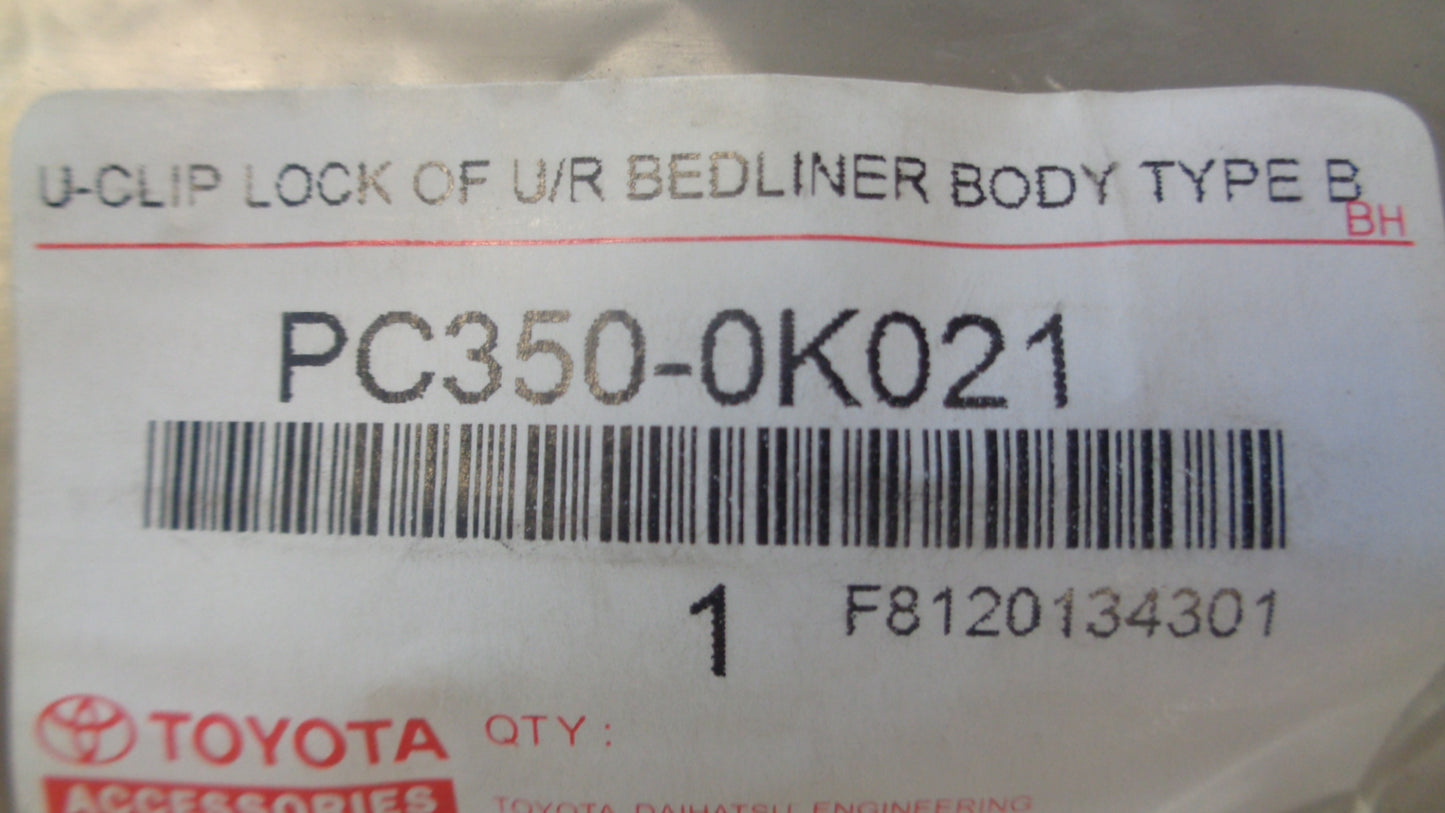 U-CLIP LOCK OF U/R BEDLINER BODY TYPE B
BH
PC350-0K021
1 F8120134301
TOYOTA QTY :
ACCESSORIES
TOYOTA DAIHATSU ENGINEERING